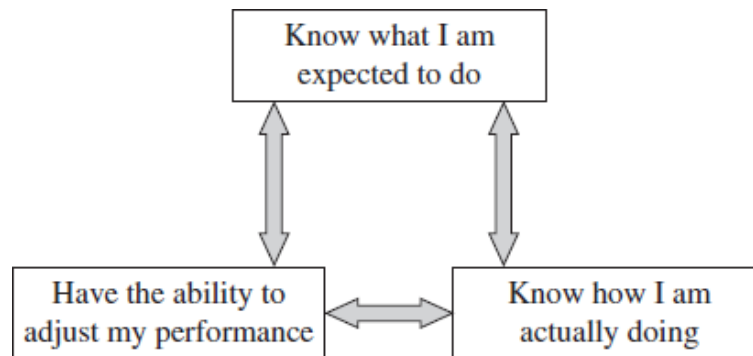 Know what I am
expected to do
Have the ability to
adjust my performance
Know how I am
actually doing